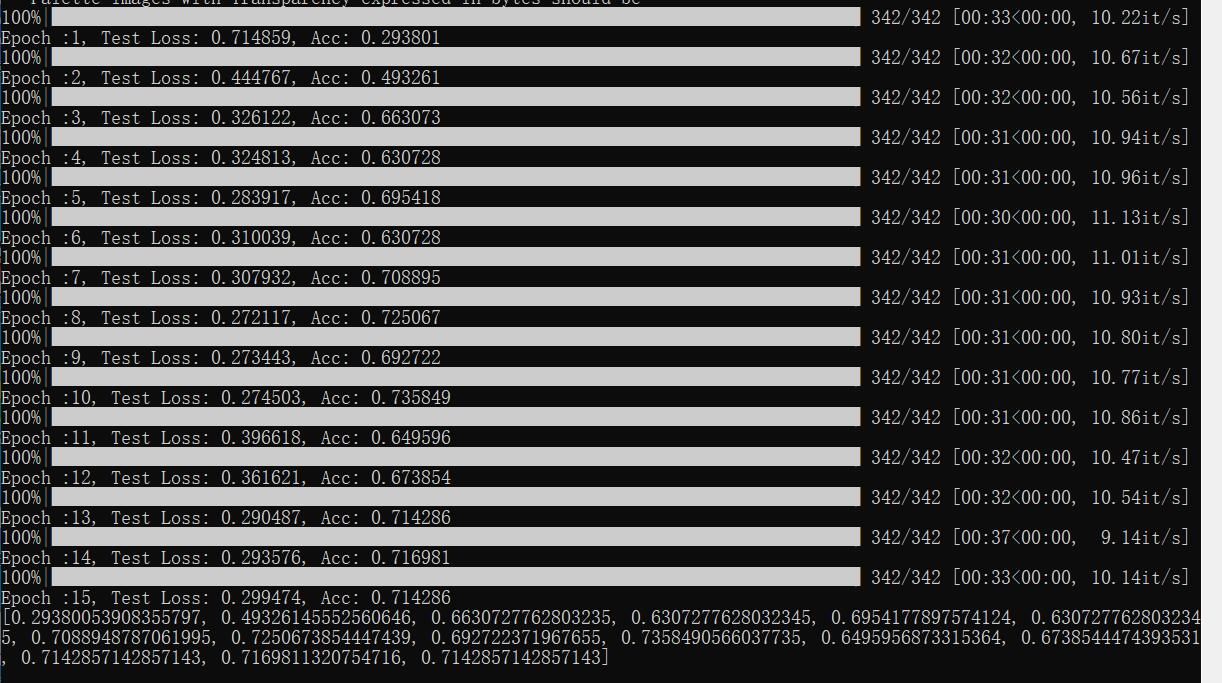 Palette images with Transparency expressed in bytes should be
100%| 342/342 [00:33<00:00, 10.22it/s]
Epoch :1, Test Loss: 0.714859, Acc: 0.293801
100%| 342/342 [00:32<00:00, 10.67it/s]
Epoch :2, Test Loss: 0.444767, Acc: 0.493261
100%| 342/342 [00:32<00:00, 10.56it/s]
Epoch :3, Test Loss: 0.326122, Acc: 0.663073
100%| 342/342 [00:31<00:00, 10.94it/s]
Epoch :4, Test Loss: 0.324813, Acc: 0.630728
100%| 342/342 [00:31<00:00, 10.96it/s]
Epoch :5, Test Loss: 0.283917, Acc: 0.695418
100%| 342/342 [00:30<00:00, 11.13it/s]
Epoch :6, Test Loss: 0.310039, Acc: 0.630728
100%| 342/342 [00:31<00:00, 11.01it/s]
Epoch :7, Test Loss: 0.307932, Acc: 0.708895
100%| 342/342 [00:31<00:00, 10.93it/s]
Epoch :8, Test Loss: 0.272117, Acc: 0.725067
100%| 342/342 [00:31<00:00, 10.80it/s]
Epoch :9, Test Loss: 0.273443, Acc: 0.692722
100%| 342/342 [00:31<00:00, 10.77it/s]
Epoch :10, Test Loss: 0.274503, Acc: 0.735849
100%| 342/342 [00:31<00:00, 10.86it/s]
Epoch :11, Test Loss: 0.396618, Acc: 0.649596
100%| 342/342 [00:32<00:00, 10.47it/s]
Epoch :12, Test Loss: 0.361621, Acc: 0.673854
100%| 342/342 [00:32<00:00, 10.54it/s]
Epoch :13, Test Loss: 0.290487, Acc: 0.714286
100%| 342/342 [00:37<00:00, 9.14it/s]
Epoch :14, Test Loss: 0.293576, Acc: 0.716981
100%| 342/342 [00:33<00:00, 10.14it/s]
Epoch :15, Test Loss: 0.299474, Acc: 0.714286
[0.29380053908355797, 0.49326145552560646, 0.6630727762803235, 0.6307277628032345, 0.6954177897574124, 0.630727762803234
5, 0.7088948787061995, 0.7250673854447439, 0.692722371967655, 0.7358490566037735, 0.6495956873315364, 0.6738544474393531
, 0.7142857142857143, 0.7169811320754716, 0.7142857142857143]